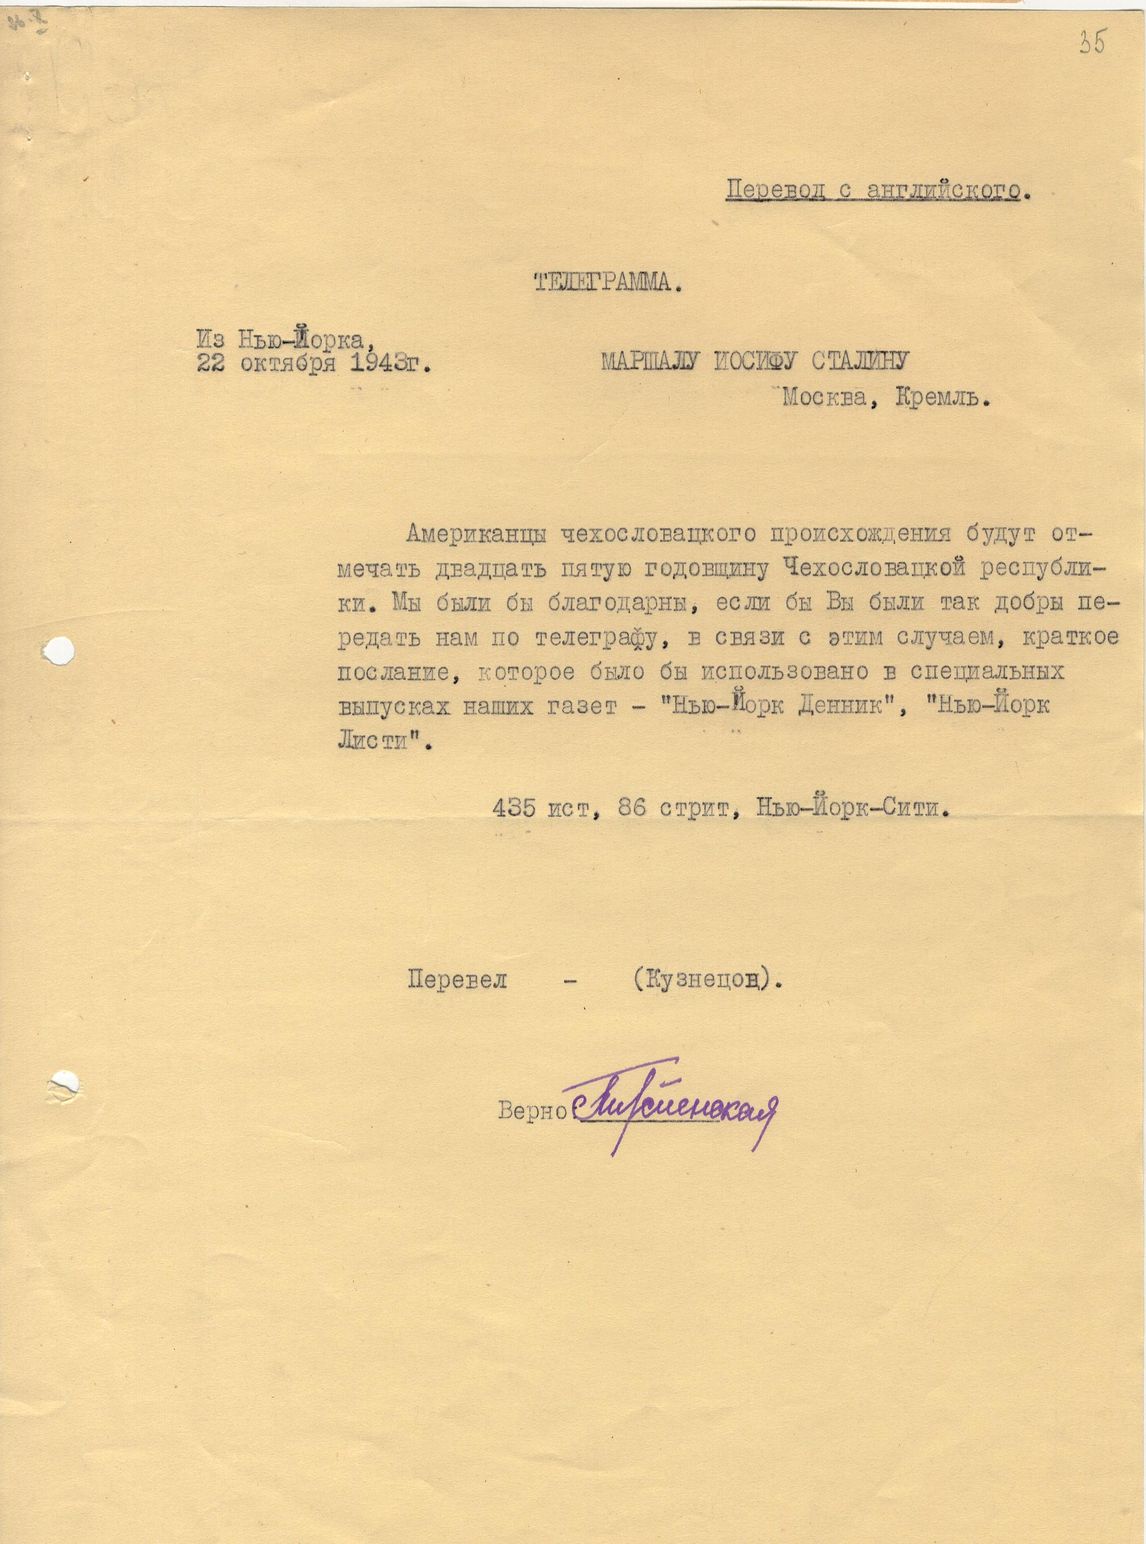 35
Перевод с английского.
ТЕЛЕГРАММА.
Из Нью-Йорка,
22 октября 1943г.
МАРШАЛУ ИОСИФУ СТАЛИНУ
Москва, Кремль.
Американцы чехословацкого происхождения будут от-
мечать двадцать пятую годовщину Чехословацкой республи-
ки. Мы были бы благодарны, если бы Вы были так добры пе-
редать нам по телеграфу, в связи с этим случаем, краткое
послание, которое было бы использовано в специальных
выпусках наших газет - "Нью-Йорк Денник", "Нью-Йорк
Листи".
435 ист, 86 стрит, Нью-Йорк-Сити.
Перевел - (Кузнецов).
Верно: